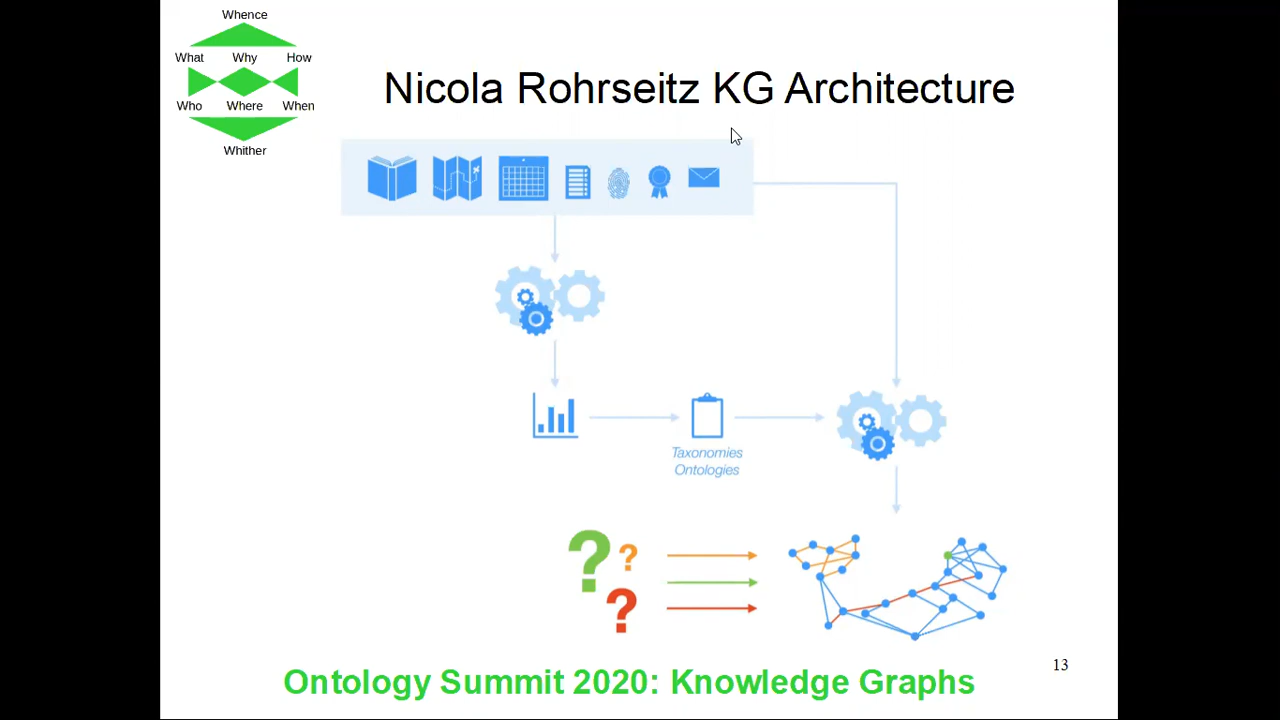 Whence
What Why How
Who Where When
Whither
Nicola Rohrseitz KG Architecture
Taxonomies
Ontologies
? ?
?
Ontology Summit 2020: Knowledge Graphs
13